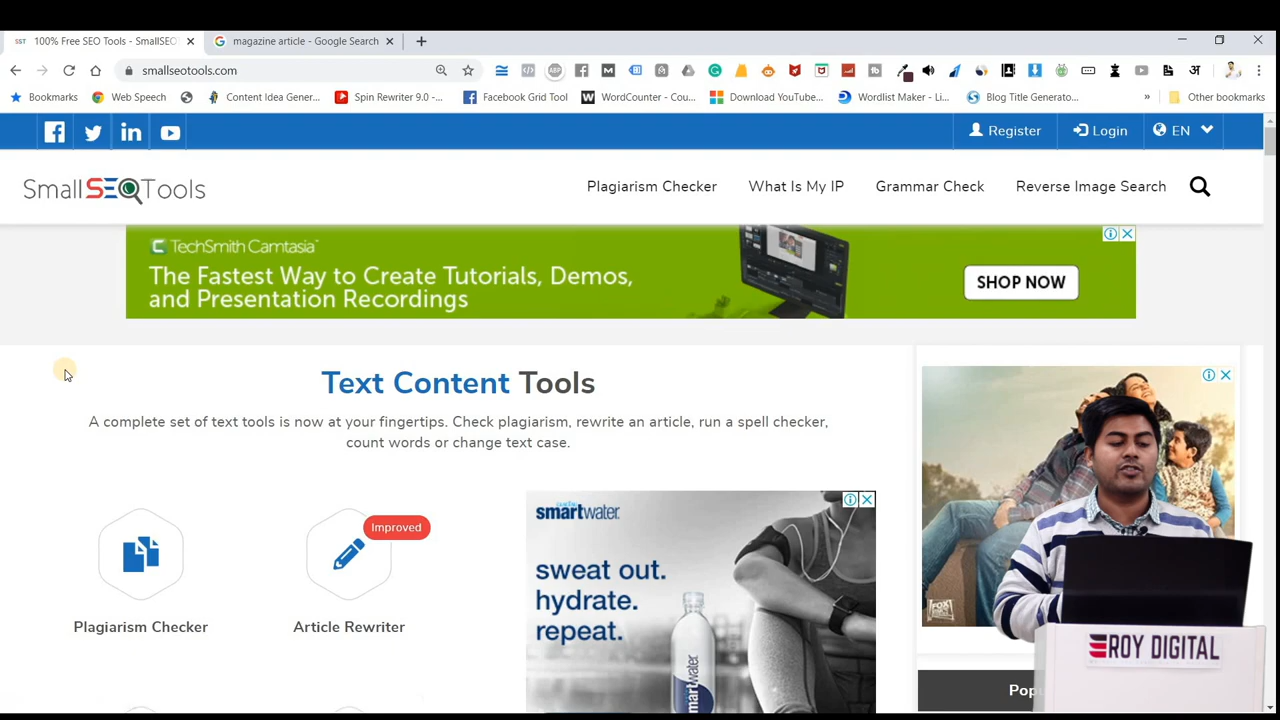 SST 100% Free SEO Tools - SmallSEO
magazine article - Google Search
smallseotools.com
Bookmarks
Web Speech
Content Idea Gener...
Spin Rewriter 9.0 -...
Facebook Grid Tool
WordCounter - Cou...
Download YouTube...
Wordlist Maker - Li...
Blog Title Generato...
Other bookmarks
Register
Login
EN
SmallSEOTools
Plagiarism Checker
What Is My IP
Grammar Check
Reverse Image Search
TechSmith Camtasia
The Fastest Way to Create Tutorials, Demos,
and Presentation Recordings
SHOP NOW
Text Content Tools
A complete set of text tools is now at your fingertips. Check plagiarism, rewrite an article, run a spell checker,
count words or change text case.
Improved
Plagiarism Checker
Article Rewriter
smartwater
sweat out.
hydrate.
repeat.
smartwater
FOX
ROY DIGITAL
Popu